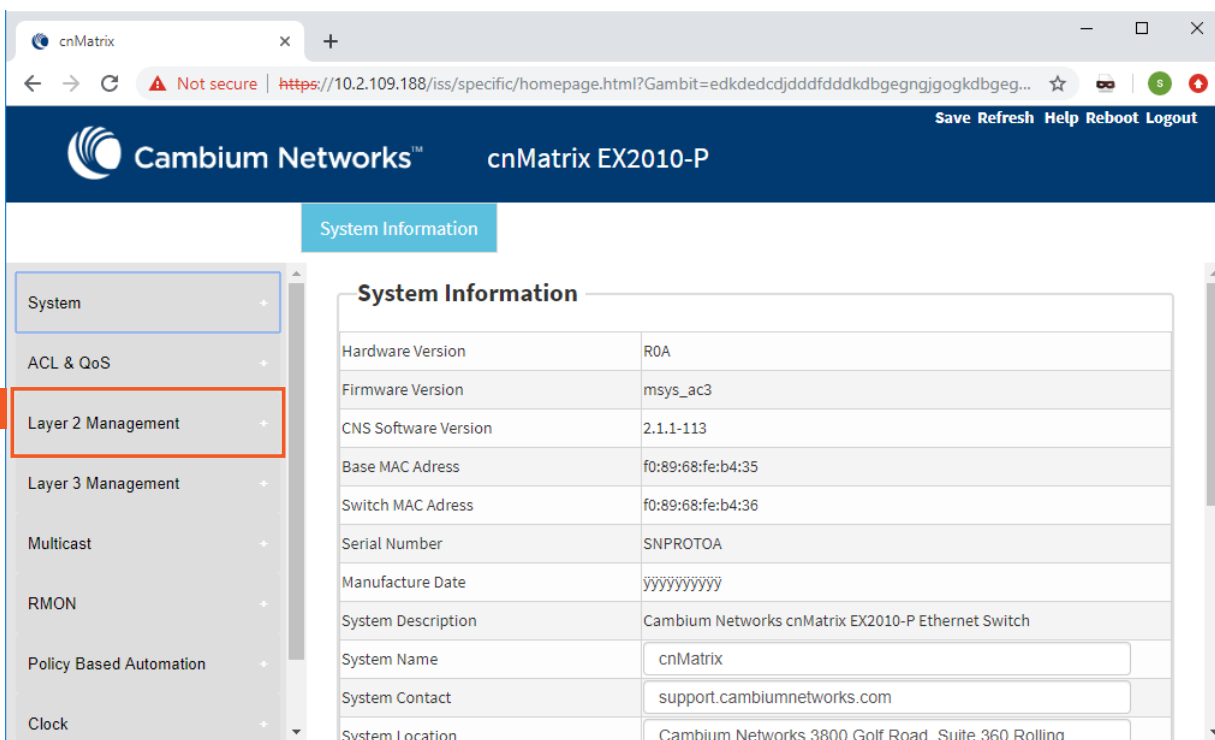 cnMatrix
Not secure | https://10.2.109.188/iss/specific/homepage.html?Gambit=edkdedcdjdddfdddkdbgegngjgogkdbgeg...
S
Save Refresh Help Reboot Logout
Cambium Networks™ cnMatrix EX2010-P
System Information
System
ACL & QoS
Layer 2 Management
Layer 3 Management
Multicast
RMON
Policy Based Automation
Clock
System Information
Hardware Version R0A
Firmware Version msys_ac3
CNS Software Version 2.1.1-113
Base MAC Adress f0:89:68:fe:b4:35
Switch MAC Adress f0:89:68:fe:b4:36
Serial Number SNPROTOA
Manufacture Date ÿÿÿÿÿÿÿÿÿÿ
System Description Cambium Networks cnMatrix EX2010-P Ethernet Switch
System Name cnMatrix
System Contact support.cambiumnetworks.com
System Location Cambium Networks 3800 Golf Road, Suite 360 Rolling